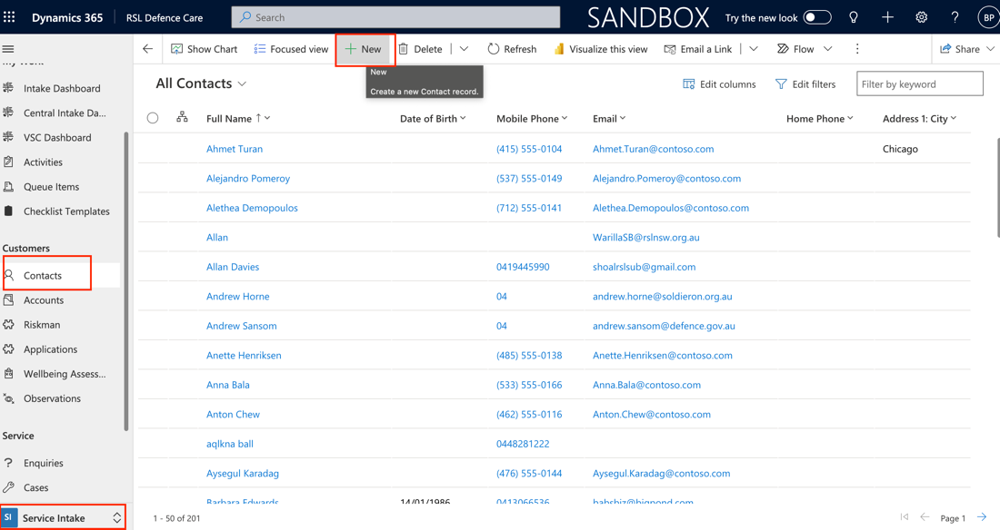 Dynamics 365 RSL Defence Care Search SANDBOX Try the new look BP
Show Chart Focused view New Delete Refresh Visualize this view Email a Link Flow Share
New
Create a new Contact record.
My Work
Intake Dashboard
Central Intake Da...
VSC Dashboard
Activities
Queue Items
Checklist Templates
Customers
Contacts
Accounts
Riskman
Applications
Wellbeing Assess...
Observations
Service
Enquiries
Cases
SI Service Intake
All Contacts Edit columns Edit filters Filter by keyword
Full Name Date of Birth Mobile Phone Email Home Phone Address 1: City
Ahmet Turan (415) 555-0104 Ahmet.Turan@contoso.com Chicago
Alejandro Pomeroy (537) 555-0149 Alejandro.Pomeroy@contoso.com
Alethea Demopoulos (712) 555-0141 Alethea.Demopoulos@contoso.com
Allan WarillaSB@rslnsw.org.au
Allan Davies 0419445990 shoalrslsub@gmail.com
Andrew Horne 04 andrew.horne@soldieron.org.au
Andrew Sansom 04 andrew.sansom@defence.gov.au
Anette Henriksen (485) 555-0138 Anette.Henriksen@contoso.com
Anna Bala (533) 555-0166 Anna.Bala@contoso.com
Anton Chew (462) 555-0116 Anton.Chew@contoso.com
aqlkna ball 0448281222
Aysegul Karadag (476) 555-0144 Aysegul.Karadag@contoso.com
Barbara Edwards 14/01/1986 0413066536 babsbiz@bigpond.com
1 - 50 of 201 Page 1